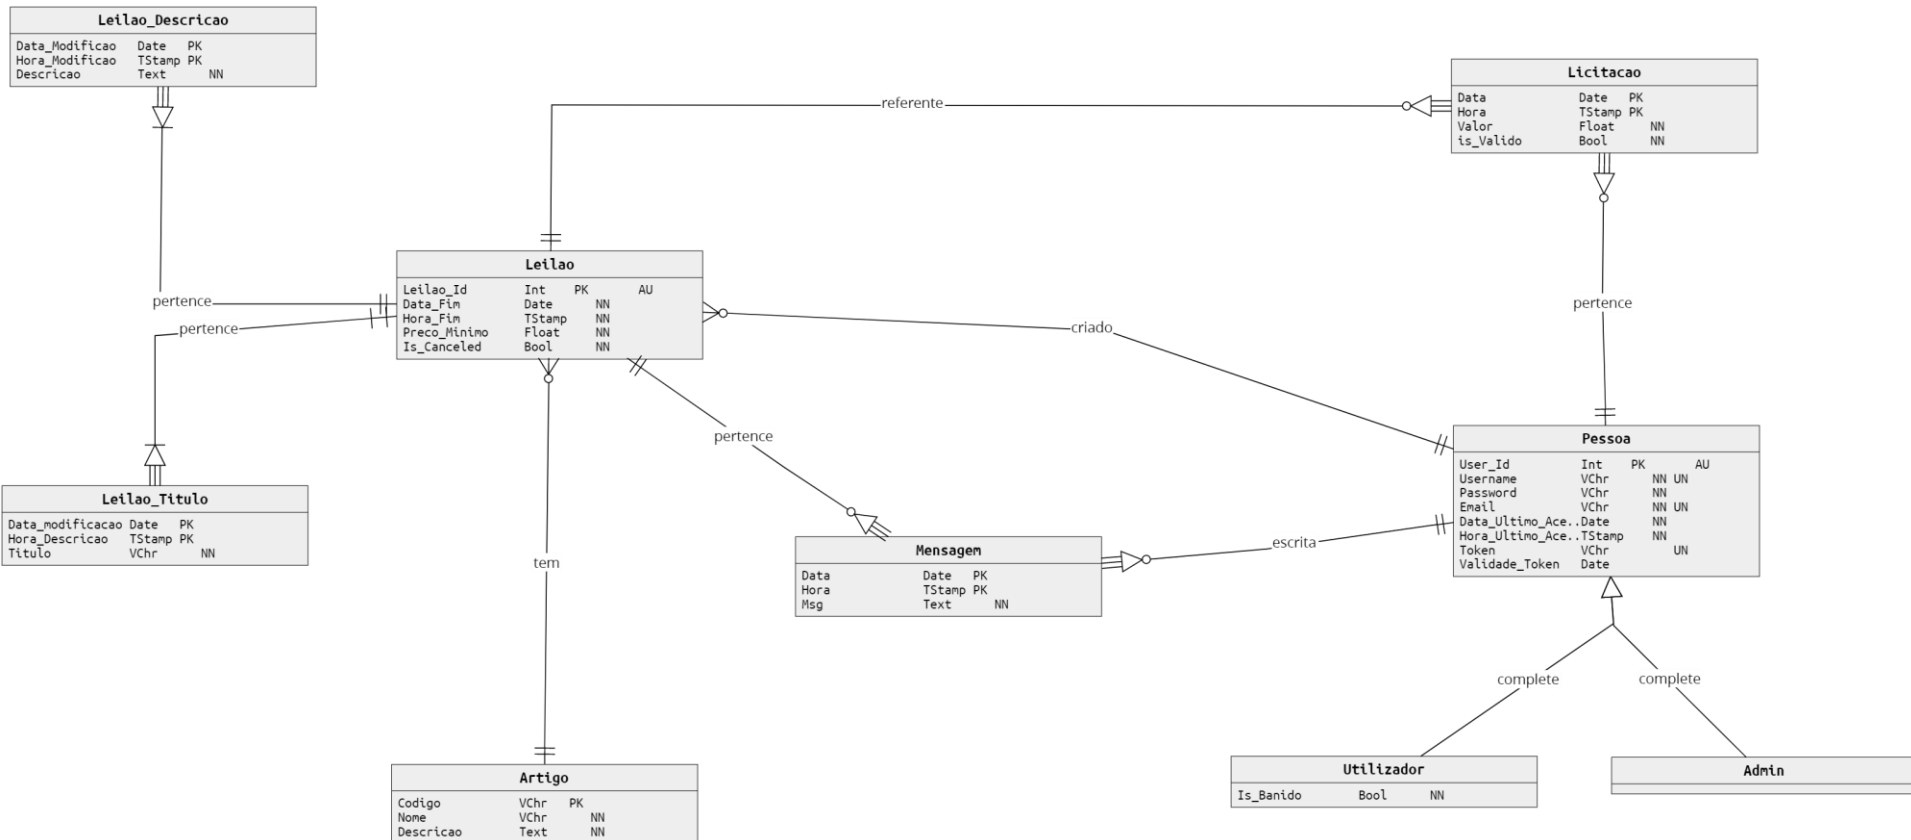 Leilao_Descricao
Data_Modificao Date PK
Hora_Modificao TStamp PK
Descricao Text NN
Licitacao
Data Date PK
Hora TStamp PK
Valor Float NN
is_Valido Bool NN
referente
Leilao
Leilao_Id Int PK AU
Data_Fim Date NN
Hora_Fim TStamp NN
Preco_Minimo Float NN
Is_Canceled Bool NN
pertence
pertence
pertence
criado
pertence
Pessoa
User_Id Int PK AU
Username VChr NN UN
Password VChr NN
Email VChr NN UN
Data_Ultimo_Ace..Date NN
Hora_Ultimo_Ace..TStamp NN
Token VChr UN
Validade_Token Date
Leilao_Titulo
Data_modificacao Date PK
Hora_Descricao TStamp PK
Titulo VChr NN
tem
Mensagem
Data Date PK
Hora TStamp PK
Msg Text NN
escrita
complete
complete
Artigo
Codigo VChr PK
Nome VChr NN
Descricao Text NN
Utilizador
Is_Banido Bool NN
Admin